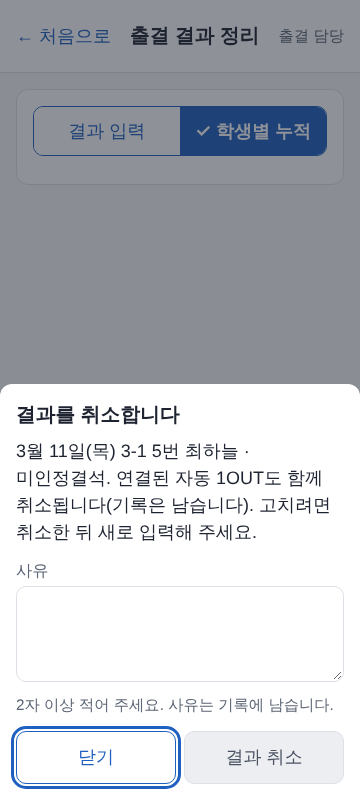 ← 처음으로 출결 결과 정리 출결 담당
결과 입력 ✓ 학생별 누적
결과를 취소합니다
3월 11일(목) 3-1 5번 최하늘 ·
미인정결석. 연결된 자동 1OUT도 함께
취소됩니다(기록은 남습니다). 고치려면
취소한 뒤 새로 입력해 주세요.
사유
2자 이상 적어 주세요. 사유는 기록에 남습니다.
닫기 결과 취소